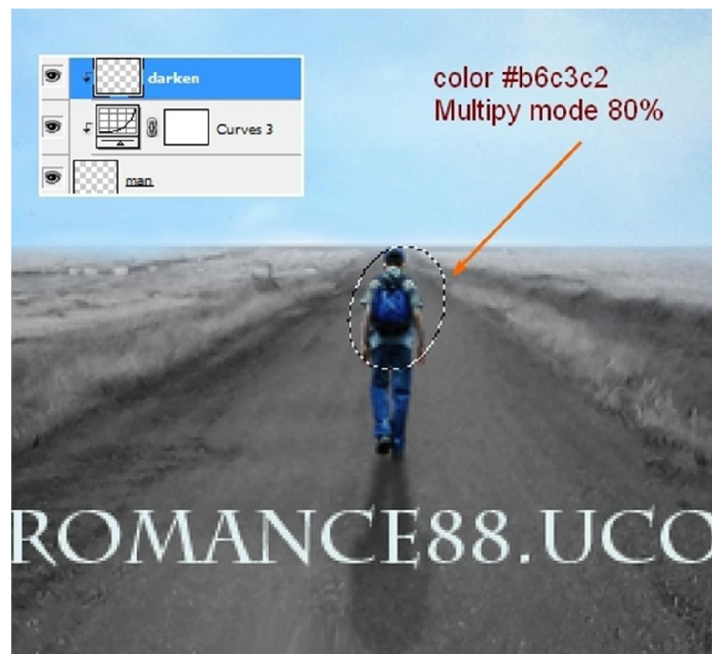 darken
Curves 3
man
color #b6c3c2
Multipy mode 80%
ROMANCE88.UCO